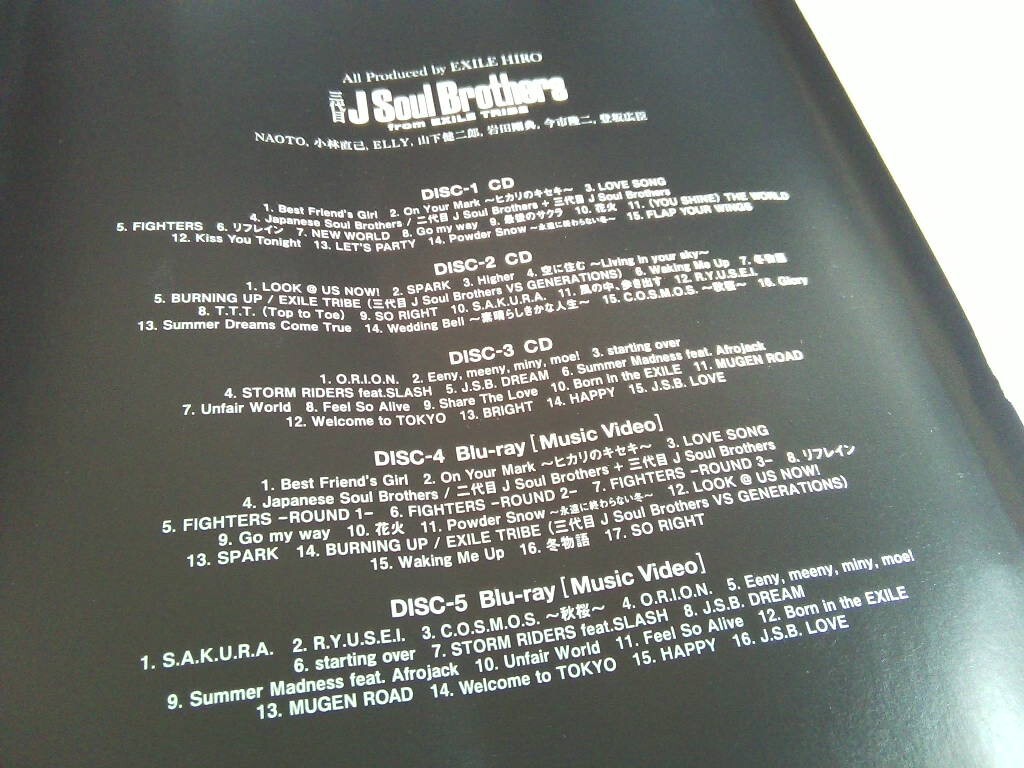 All Produced by EXILE HIRO
三代目 J Soul Brothers
from EXILE TRIBE
NAOTO, 小林直己, ELLY, 山下健二郎, 岩田剛典, 今市隆二, 登坂広臣
DISC-1 CD
1. Best Friend's Girl 2. On Your Mark ～ヒカリのキセキ～ 3. LOVE SONG
4. Japanese Soul Brothers / 二代目 J Soul Brothers + 三代目 J Soul Brothers
5. FIGHTERS 6. リフレイン 7. NEW WORLD 8. Go my way 9. 最後のサクラ 10. 花火 11. (YOU SHINE) THE WORLD
12. Kiss You Tonight 13. LET'S PARTY 14. Powder Snow ～永遠に終わらない冬～ 15. FLAP YOUR WINGS
DISC-2 CD
1. LOOK @ US NOW! 2. SPARK 3. Higher 4. 空に住む ～Living in your sky～
5. BURNING UP / EXILE TRIBE (三代目 J Soul Brothers VS GENERATIONS) 6. Waking Me Up 7. 冬物語
8. T.T.T. (Top to Toe) 9. SO RIGHT 10. S.A.K.U.R.A. 11. 風の中、歩き出す 12. R.Y.U.S.E.I.
13. Summer Dreams Come True 14. Wedding Bell ～素晴らしきかな人生～ 15. C.O.S.M.O.S. ～秋桜～ 16. Glory
DISC-3 CD
1. O.R.I.O.N. 2. Eeny, meeny, miny, moe! 3. starting over
4. STORM RIDERS feat.SLASH 5. J.S.B. DREAM 6. Summer Madness feat. Afrojack
7. Unfair World 8. Feel So Alive 9. Share The Love 10. Born in the EXILE 11. MUGEN ROAD
12. Welcome to TOKYO 13. BRIGHT 14. HAPPY 15. J.S.B. LOVE
DISC-4 Blu-ray [Music Video]
1. Best Friend's Girl 2. On Your Mark ～ヒカリのキセキ～ 3. LOVE SONG
4. Japanese Soul Brothers / 二代目 J Soul Brothers + 三代目 J Soul Brothers
5. FIGHTERS -ROUND 1- 6. FIGHTERS -ROUND 2- 7. FIGHTERS -ROUND 3- 8. リフレイン
9. Go my way 10. 花火 11. Powder Snow ～永遠に終わらない冬～ 12. LOOK @ US NOW!
13. SPARK 14. BURNING UP / EXILE TRIBE (三代目 J Soul Brothers VS GENERATIONS)
15. Waking Me Up 16. 冬物語 17. SO RIGHT
DISC-5 Blu-ray [Music Video]
1. S.A.K.U.R.A. 2. R.Y.U.S.E.I. 3. C.O.S.M.O.S. ～秋桜～ 4. O.R.I.O.N. 5. Eeny, meeny, miny, moe!
6. starting over 7. STORM RIDERS feat.SLASH 8. J.S.B. DREAM
9. Summer Madness feat. Afrojack 10. Unfair World 11. Feel So Alive 12. Born in the EXILE
13. MUGEN ROAD 14. Welcome to TOKYO 15. HAPPY 16. J.S.B. LOVE